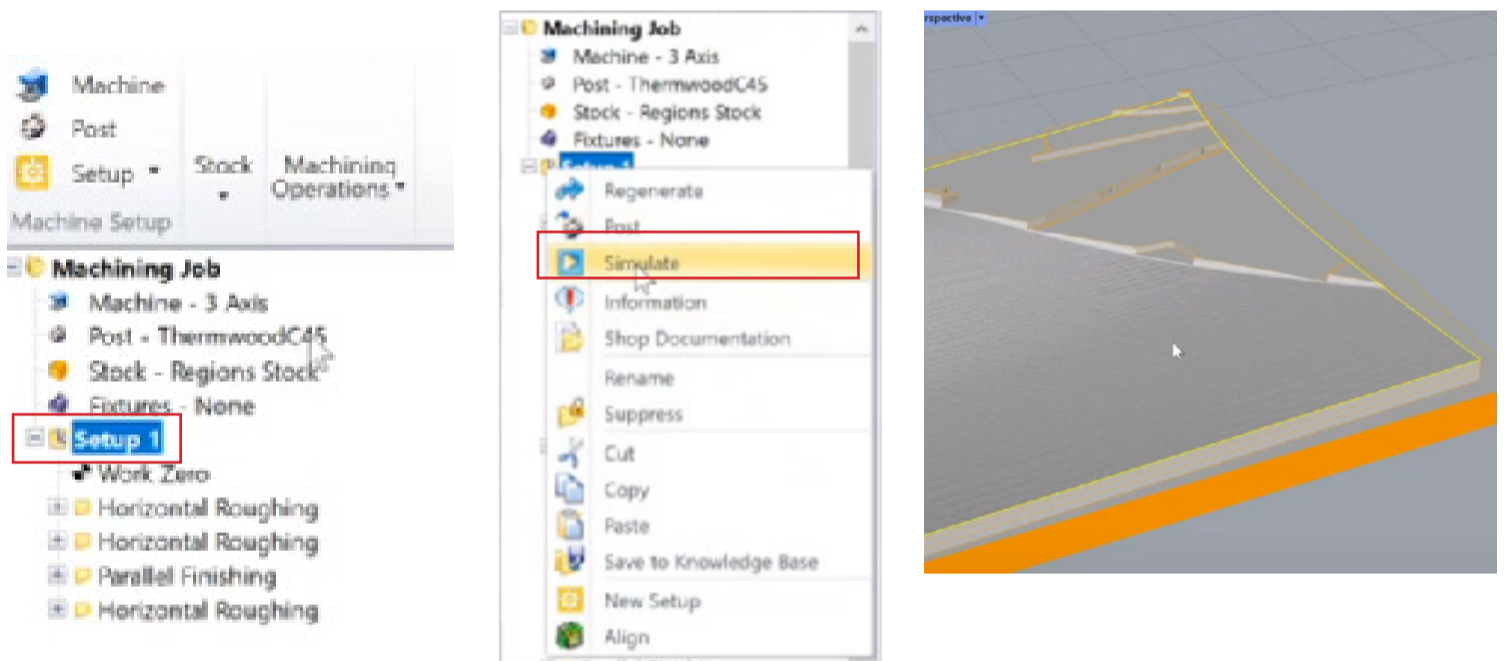 Machine
Post
Setup
Stock
Machining
Operations
Machine Setup
Machining Job
Machine - 3 Axis
Post - ThermwoodC45
Stock - Regions Stock
Fixtures - None
Setup 1
Work Zero
Horizontal Roughing
Horizontal Roughing
Parallel Finishing
Horizontal Roughing
Machining Job
Machine - 3 Axis
Post - ThermwoodC45
Stock - Regions Stock
Fixtures - None
Setup 1
Regenerate
Post
Simulate
Information
Shop Documentation
Rename
Suppress
Cut
Copy
Paste
Save to Knowledge Base
New Setup
Align
rspective